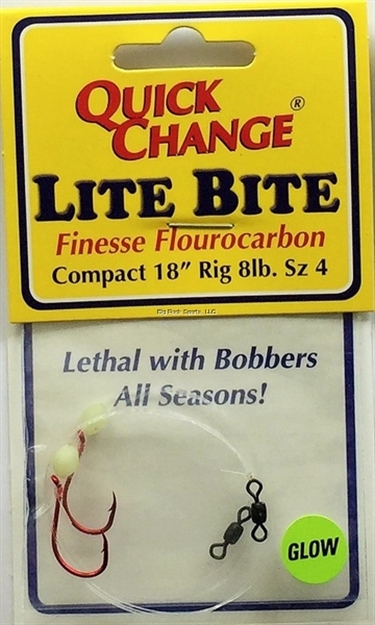 QUICK
CHANGE®
LITE BITE
Finesse Flourocarbon
Compact 18” Rig 8lb. Sz 4
Lethal with Bobbers
All Seasons!
GLOW